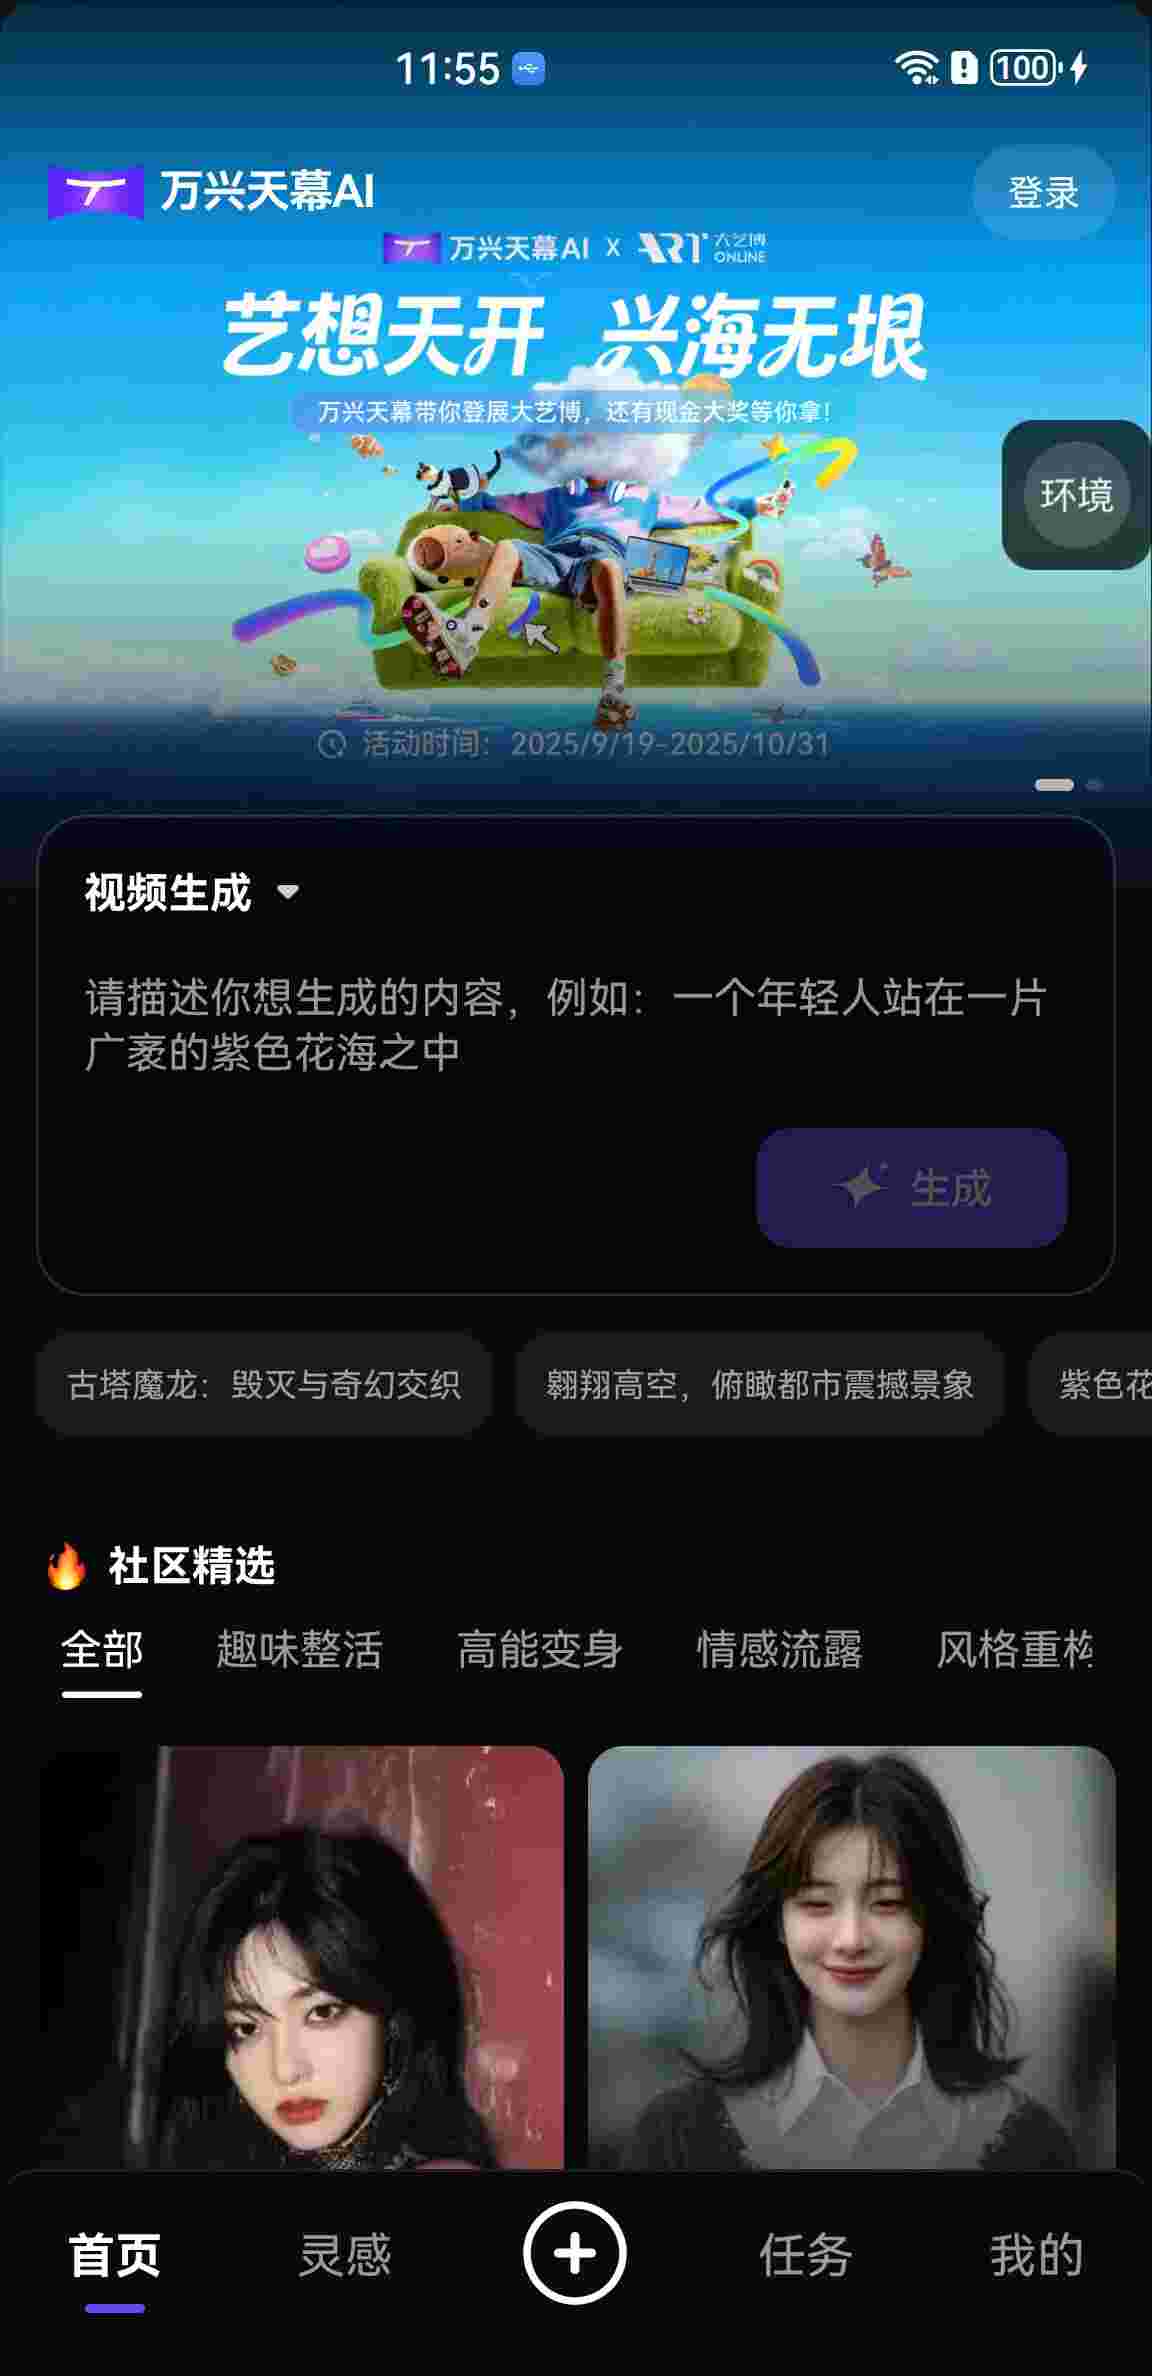 11:55
100
万兴天幕AI
登录
万兴天幕AI X ART 大艺博 ONLINE
艺想天开 兴海无垠
万兴天幕带你登展大艺博，还有现金大奖等你拿！
环境
活动时间：2025/9/19-2025/10/31
视频生成
请描述你想生成的内容，例如：一个年轻人站在一片
广袤的紫色花海之中
生成
古塔魔龙：毁灭与奇幻交织
翱翔高空，俯瞰都市震撼景象
紫色花
社区精选
全部
趣味整活
高能变身
情感流露
风格重构
首页
灵感
任务
我的